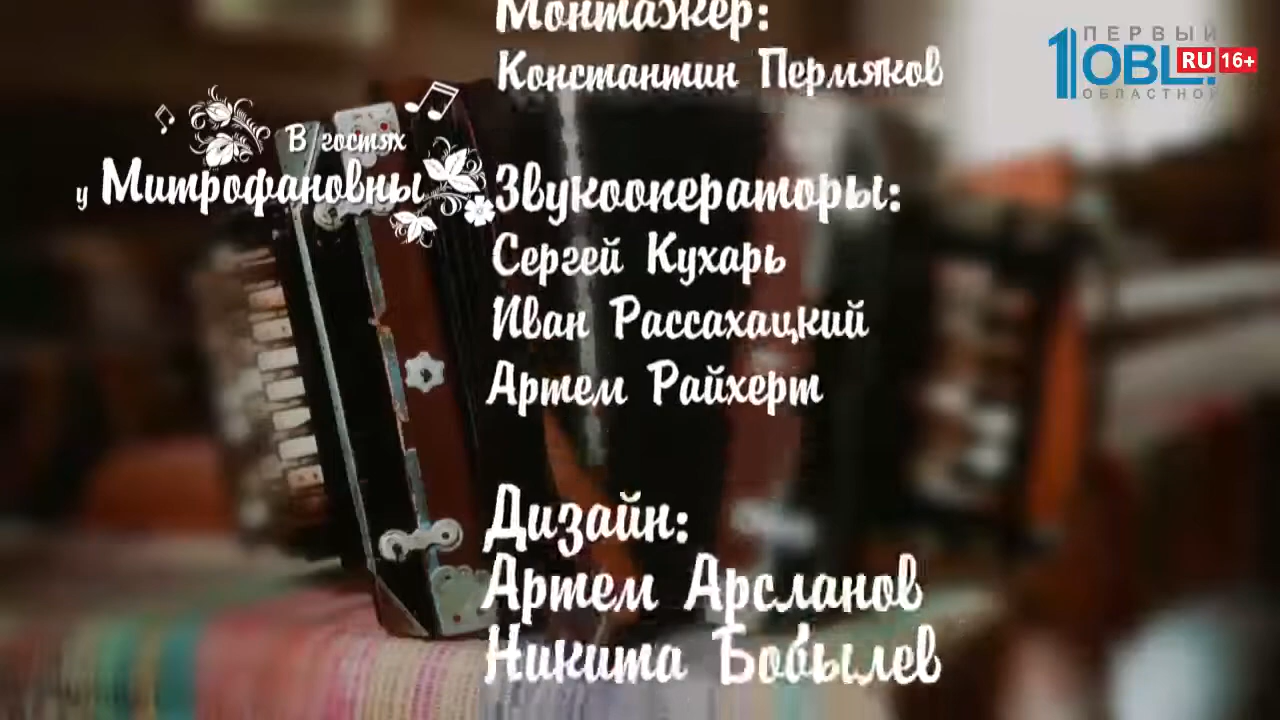 Монтажер:
Константин Пермяков
В гостях
у Митрофановны
Звукооператоры:
Сергей Кухарь
Иван Рассахацкий
Артем Райхерт
Дизайн:
Артем Арсланов
Никита Бобылев
ПЕРВЫЙ
1OBL.RU 16+
ОБЛАСТНОЙ